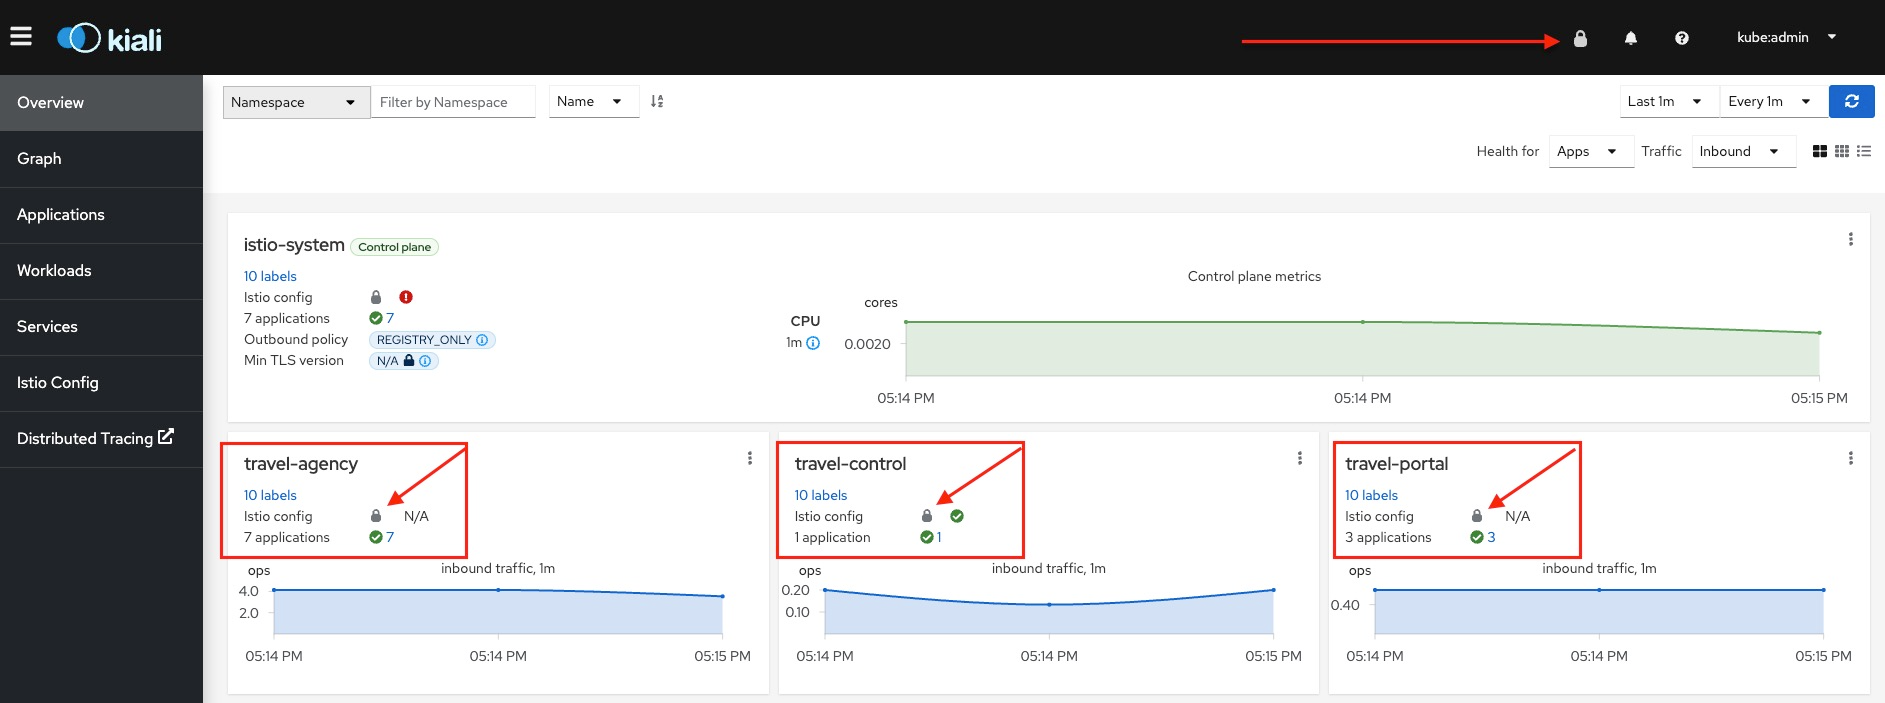 kiali
kube:admin
Overview
Graph
Applications
Workloads
Services
Istio Config
Distributed Tracing
Namespace Filter by Namespace Name Last 1m Every 1m
Health for Apps Traffic Inbound
istio-system Control plane
10 labels
Istio config
7 applications 7
Outbound policy REGISTRY_ONLY
Min TLS version N/A
Control plane metrics
cores
CPU
1m
0.0020
05:14 PM 05:14 PM 05:15 PM
travel-agency
10 labels
Istio config N/A
7 applications 7
ops inbound traffic, 1m
4.0
2.0
05:14 PM 05:14 PM 05:15 PM
travel-control
10 labels
Istio config
1 application 1
ops inbound traffic, 1m
0.20
0.10
05:14 PM 05:14 PM 05:15 PM
travel-portal
10 labels
Istio config N/A
3 applications 3
ops inbound traffic, 1m
0.40
05:14 PM 05:14 PM 05:15 PM